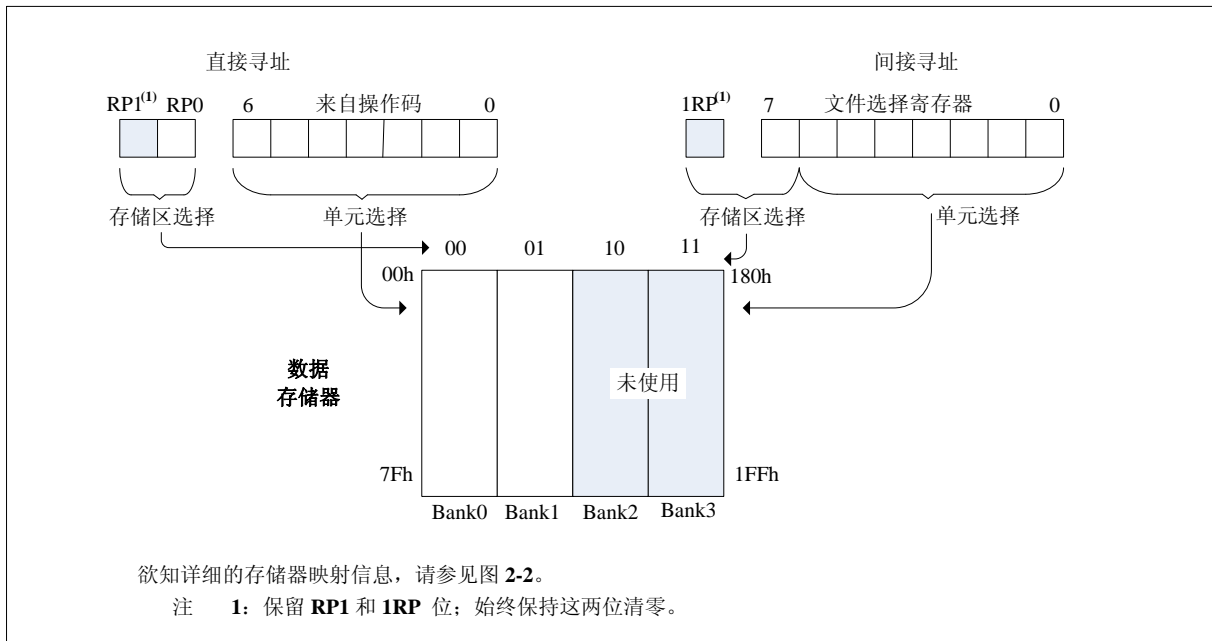 直接寻址 间接寻址
RP1(1) RP0 6 来自操作码 0 1RP(1) 7 文件选择寄存器 0
存储区选择 单元选择 存储区选择 单元选择
00 01 10 11
00h 180h
数据
存储器
未使用
7Fh 1FFh
Bank0 Bank1 Bank2 Bank3
欲知详细的存储器映射信息，请参见图 2-2。
注 1：保留 RP1 和 1RP 位；始终保持这两位清零。